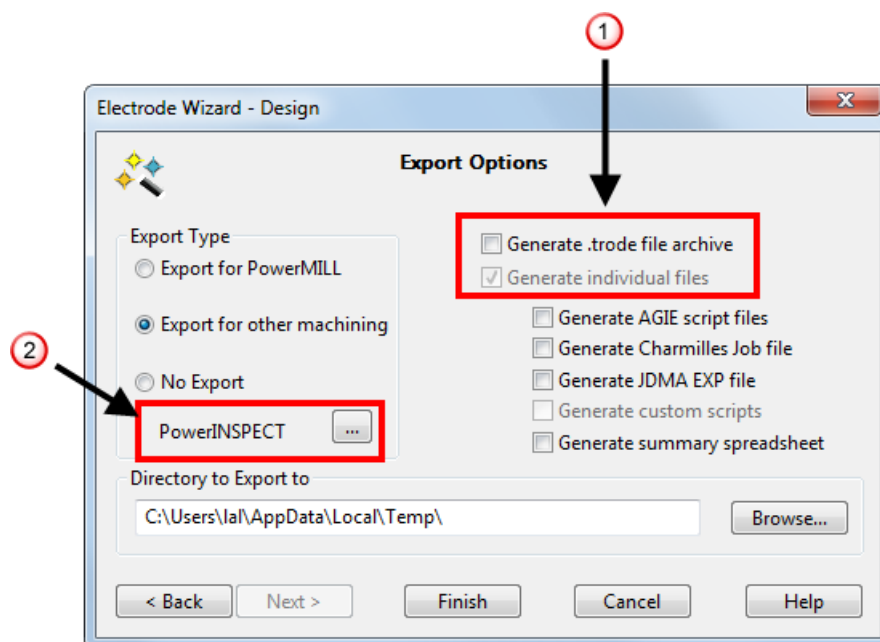 1
Electrode Wizard - Design
Export Options
Export Type
Export for PowerMILL
Export for other machining
No Export
2
PowerINSPECT
...
Generate .trode file archive
Generate individual files
Generate AGIE script files
Generate Charmilles Job file
Generate JDMA EXP file
Generate custom scripts
Generate summary spreadsheet
Directory to Export to
C:\Users\lal\AppData\Local\Temp\
Browse...
< Back
Next >
Finish
Cancel
Help